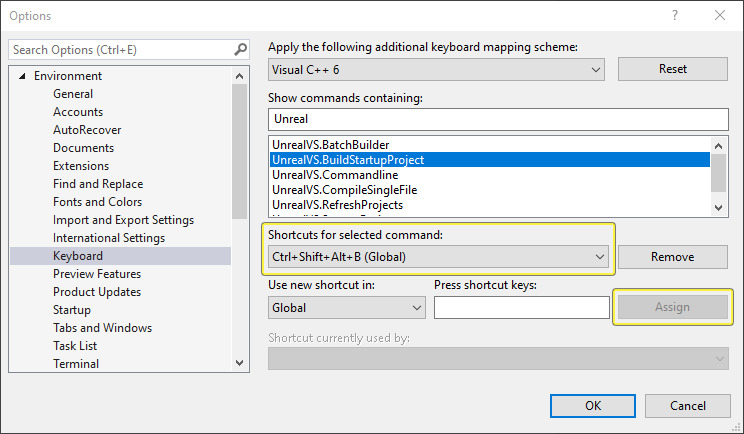 Options
Search Options (Ctrl+E)
Environment
General
Accounts
AutoRecover
Documents
Extensions
Find and Replace
Fonts and Colors
Import and Export Settings
International Settings
Keyboard
Preview Features
Product Updates
Startup
Tabs and Windows
Task List
Terminal
Apply the following additional keyboard mapping scheme:
Visual C++ 6
Reset
Show commands containing:
Unreal
UnrealVS.BatchBuilder
UnrealVS.BuildStartupProject
UnrealVS.Commandline
UnrealVS.CompileSingleFile
UnrealVS.RefreshProjects
Shortcuts for selected command:
Ctrl+Shift+Alt+B (Global)
Remove
Use new shortcut in:
Press shortcut keys:
Global
Assign
Shortcut currently used by:
OK
Cancel